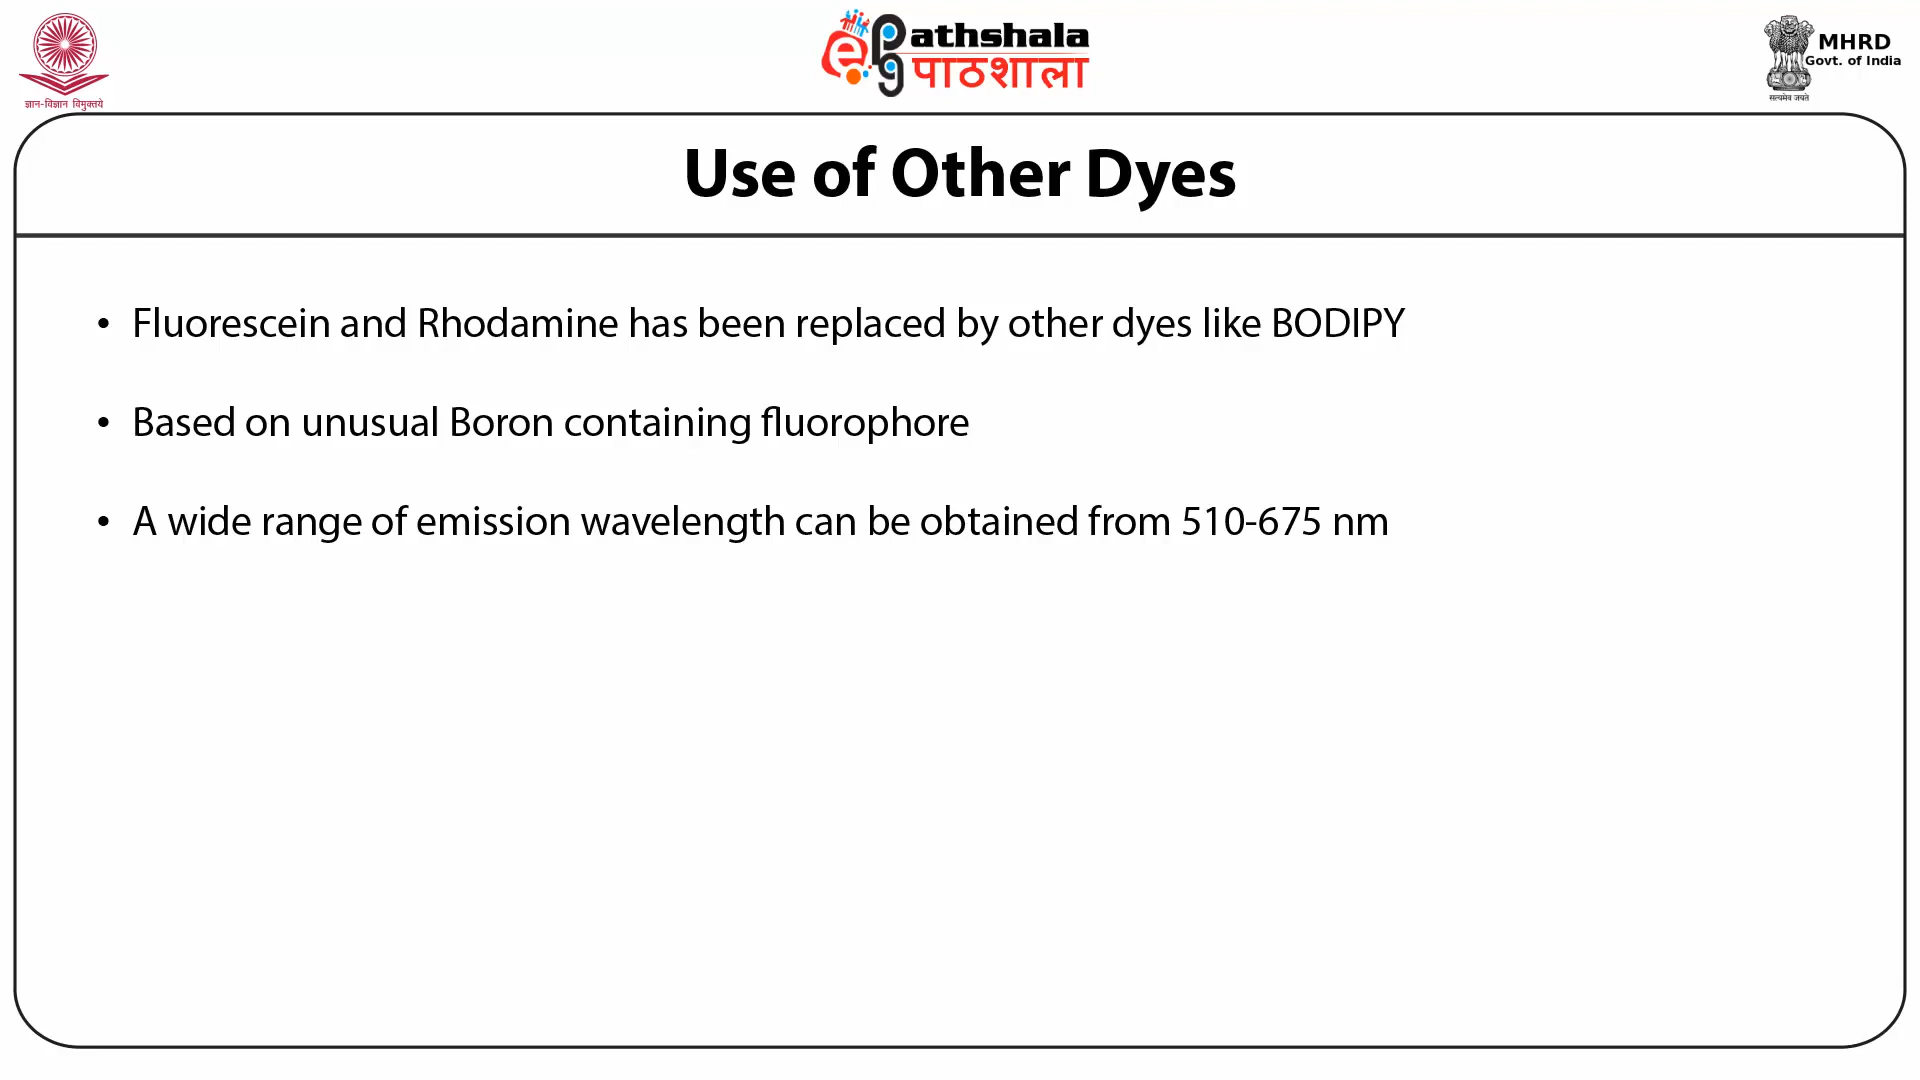 ज्ञान-विज्ञान विमुक्तये
ePathshala
पाठशाला
MHRD
Govt. of India
सत्यमेव जयते
Use of Other Dyes
• Fluorescein and Rhodamine has been replaced by other dyes like BODIPY
• Based on unusual Boron containing fluorophore
• A wide range of emission wavelength can be obtained from 510-675 nm